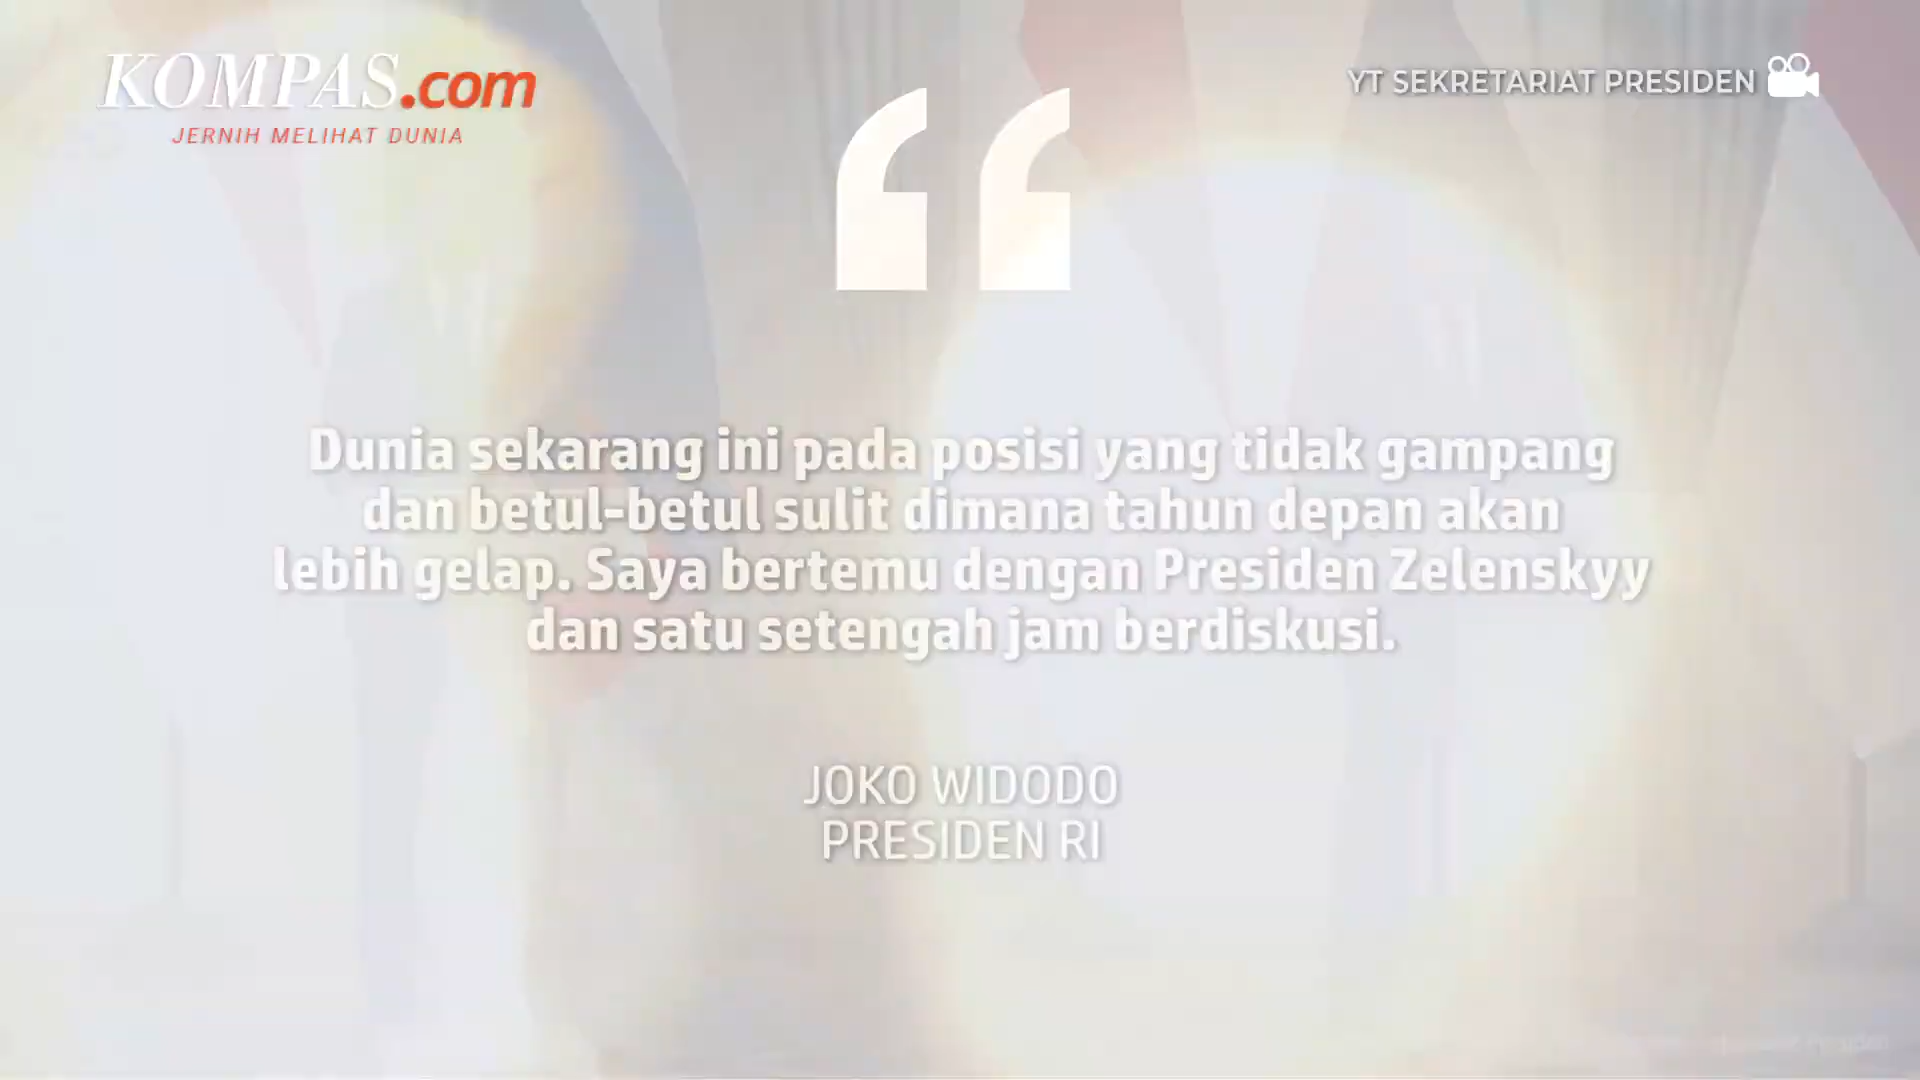 KOMPAS.com
JERNIH MELIHAT DUNIA
YT SEKRETARIAT PRESIDEN
Dunia sekarang ini pada posisi yang tidak gampang
dan betul-betul sulit dimana tahun depan akan
lebih gelap. Saya bertemu dengan Presiden Zelenskyy
dan satu setengah jam berdiskusi.
JOKO WIDODO
PRESIDEN RI